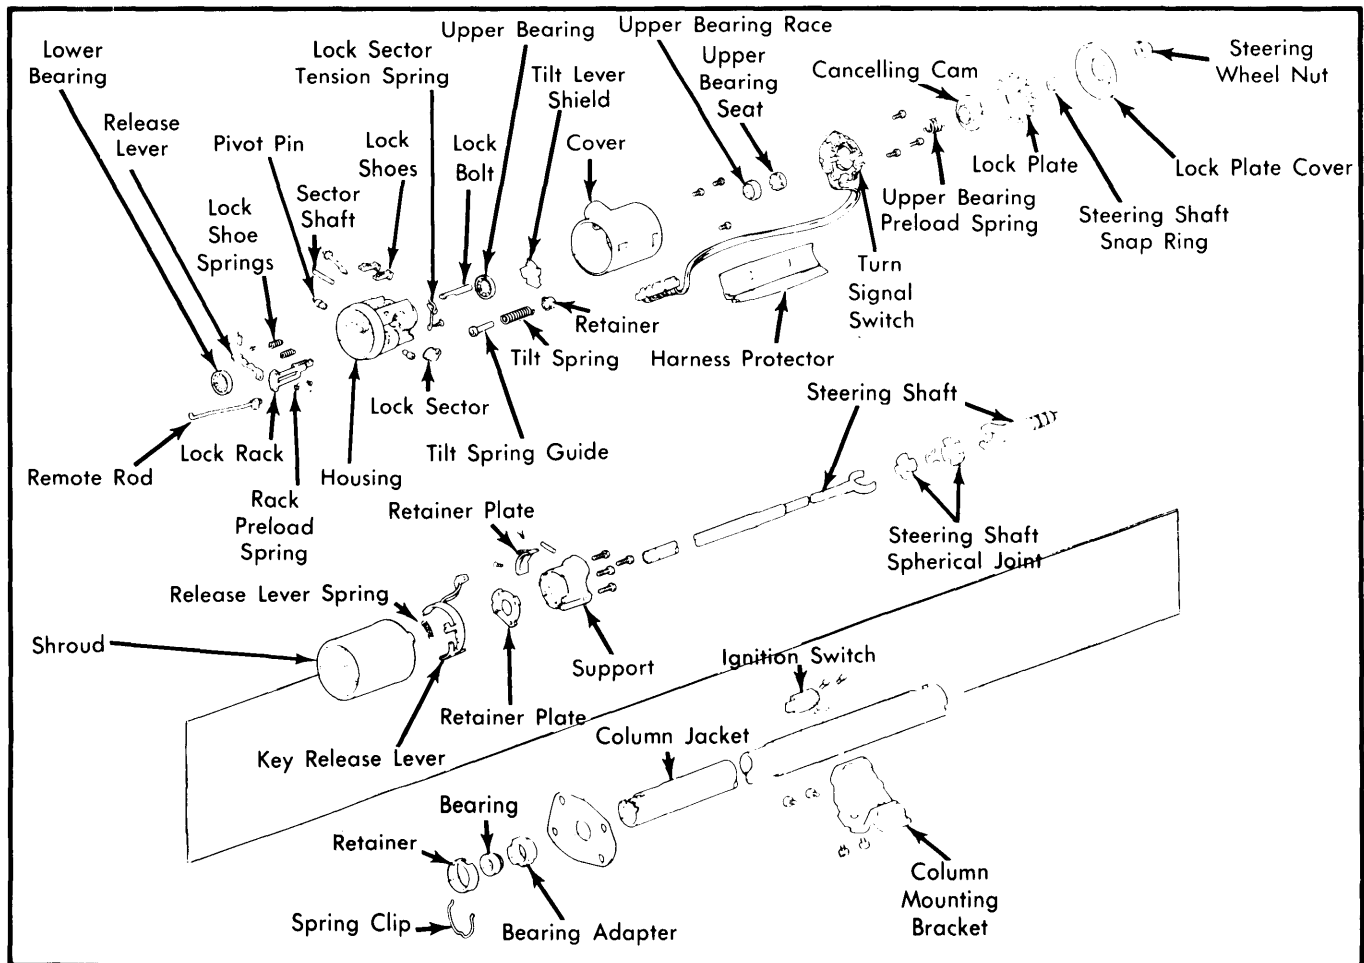 Lower
Bearing
Release
Lever
Pivot Pin
Sector
Shaft
Lock
Shoe
Springs
Lock Sector
Tension Spring
Lock
Shoes
Upper Bearing
Lock
Bolt
Tilt Lever
Shield
Cover
Upper Bearing Race
Upper
Bearing
Seat
Cancelling Cam
Steering
Wheel Nut
Lock Plate
Lock Plate Cover
Upper Bearing
Preload Spring
Steering Shaft
Snap Ring
Turn
Signal
Switch
Retainer
Tilt Spring
Harness Protector
Lock Sector
Tilt Spring Guide
Remote Rod
Lock Rack
Housing
Rack
Preload
Spring
Steering Shaft
Retainer Plate
Steering Shaft
Spherical Joint
Release Lever Spring
Shroud
Support
Retainer Plate
Key Release Lever
Ignition Switch
Column Jacket
Bearing
Retainer
Spring Clip
Bearing Adapter
Column
Mounting
Bracket